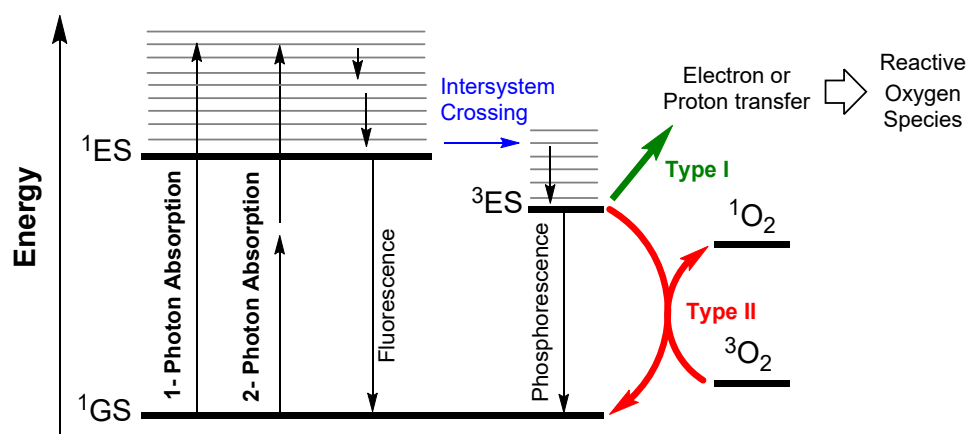 Energy
¹ES
¹GS
1- Photon Absorption
2- Photon Absorption
Fluorescence
Intersystem
Crossing
³ES
Phosphorescence
Electron or
Proton transfer
Reactive
Oxygen
Species
Type I
Type II
¹O₂
³O₂